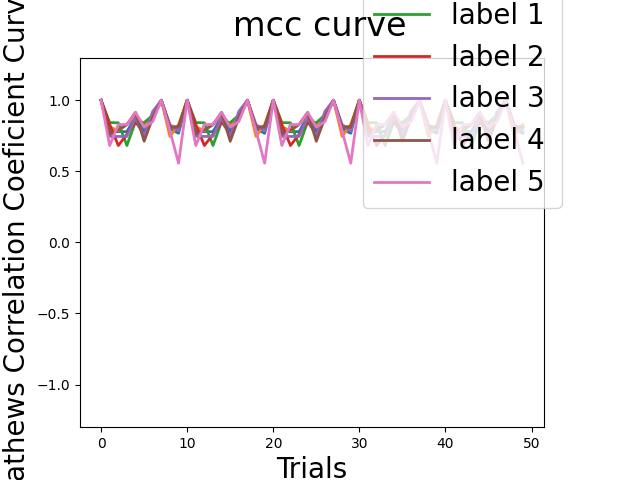 mcc curve
label 1
label 2
label 3
label 4
label 5
1.0
0.5
0.0
−0.5
−1.0
athews Correlation Coefficient Curv
0 10 20 30 40 50
Trials